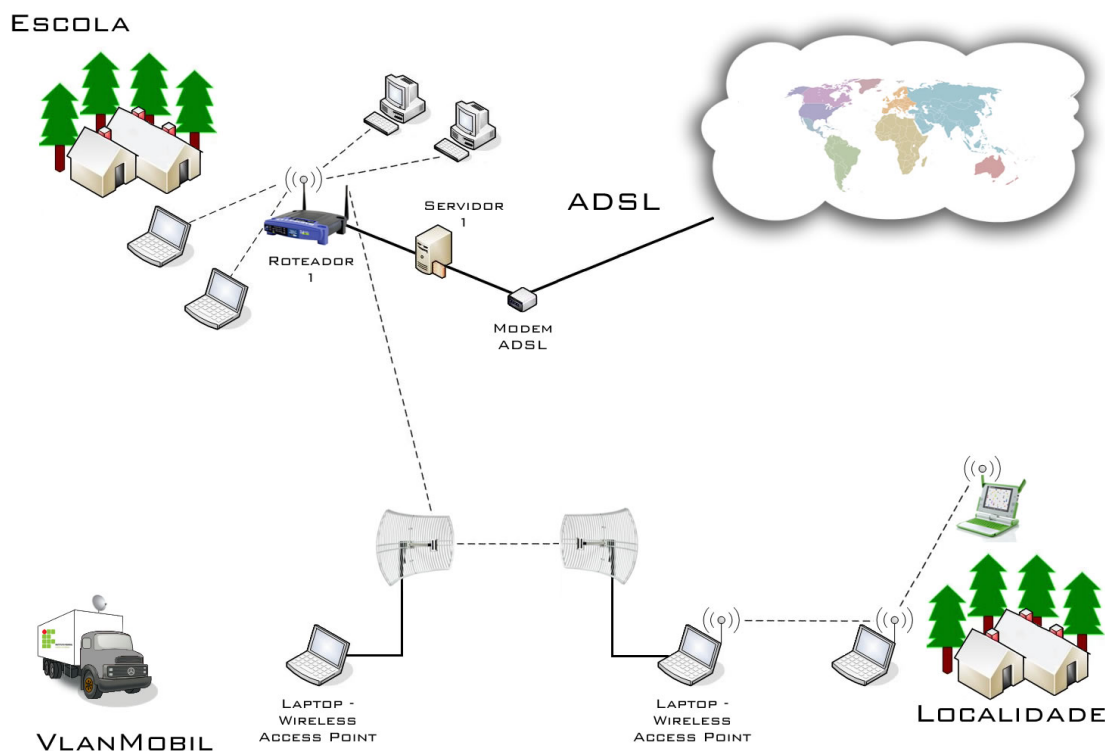 Escola
Servidor
1
ADSL
Roteador
1
Modem
ADSL
Laptop -
Wireless
Access Point
Laptop -
Wireless
Access Point
Localidade
VlanMobil